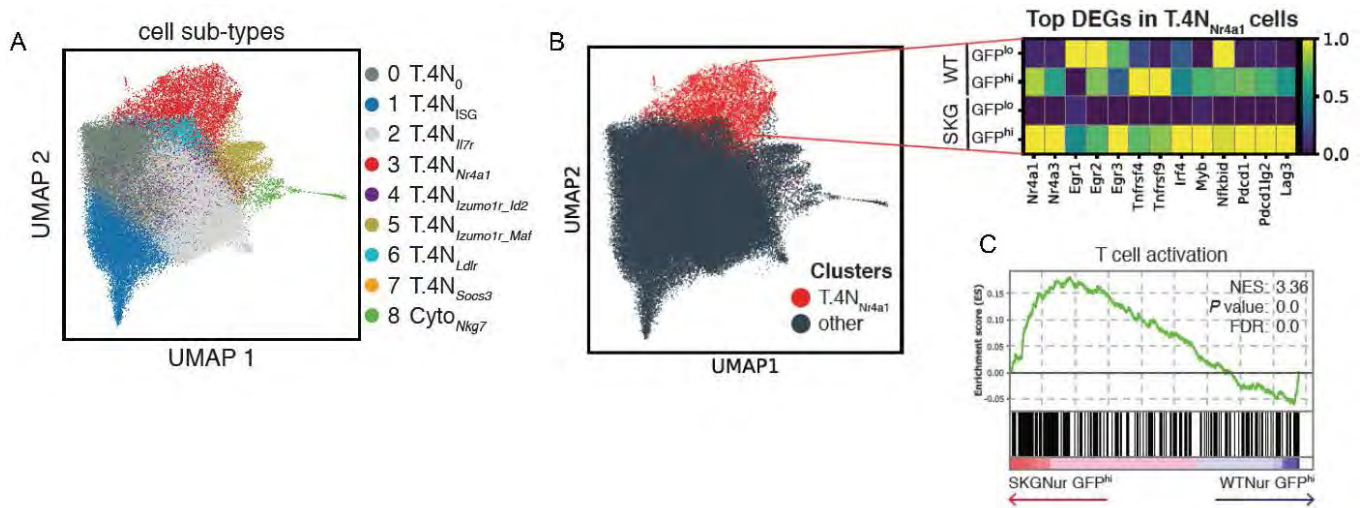 A
cell sub-types
UMAP 2
UMAP 1
0 T.4N0
1 T.4NISG
2 T.4NIl7r
3 T.4NNr4a1
4 T.4NIzumo1r_Id2
5 T.4NIzumo1r_Maf
6 T.4NLdlr
7 T.4NSocs3
8 CytoNkg7
B
UMAP2
UMAP1
Clusters
T.4NNr4a1
other
Top DEGs in T.4NNr4a1 cells
WT
GFPlo
GFPhi
SKG
GFPlo
GFPhi
1.0
0.5
0.0
Nr4a1
Nr4a3
Egr1
Egr2
Egr3
Tnfrsf4
Tnfrsf9
Irf4
Myb
Nfkbid
Pdcd1
Pdcd1lg2
Lag3
C
T cell activation
NES: 3.36
P value: 0.0
FDR: 0.0
Enrichment score (ES)
0.15
0.10
0.05
0.00
-0.05
SKGNur GFPhi
WTNur GFPhi